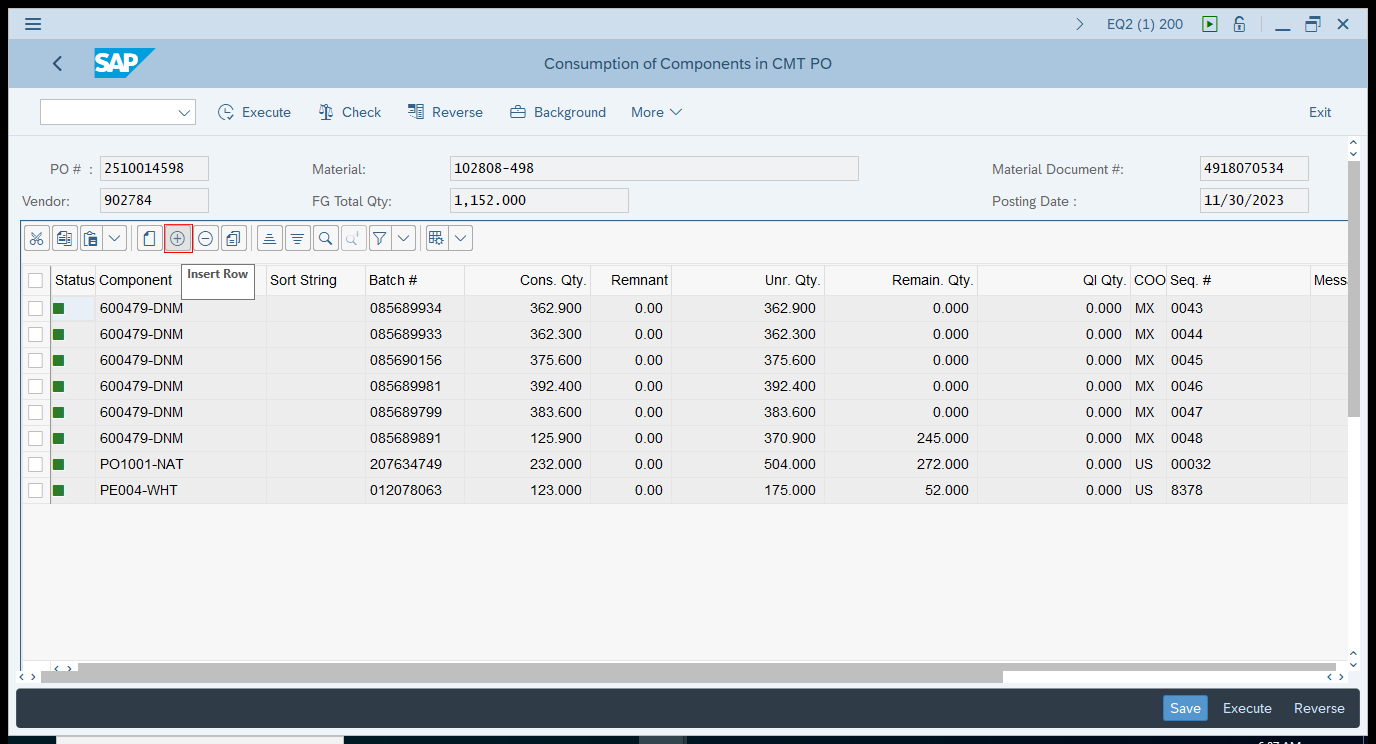 EQ2 (1) 200
SAP
Consumption of Components in CMT PO
Execute Check Reverse Background More Exit
PO # : 2510014598 Material: 102808-498 Material Document #: 4918070534
Vendor: 902784 FG Total Qty: 1,152.000 Posting Date : 11/30/2023
Insert Row
Status Component Sort String Batch # Cons. Qty. Remnant Unr. Qty. Remain. Qty. QI Qty. COO Seq. # Mess
600479-DNM 085689934 362.900 0.00 362.900 0.000 0.000 MX 0043
600479-DNM 085689933 362.300 0.00 362.300 0.000 0.000 MX 0044
600479-DNM 085690156 375.600 0.00 375.600 0.000 0.000 MX 0045
600479-DNM 085689981 392.400 0.00 392.400 0.000 0.000 MX 0046
600479-DNM 085689799 383.600 0.00 383.600 0.000 0.000 MX 0047
600479-DNM 085689891 125.900 0.00 370.900 245.000 0.000 MX 0048
PO1001-NAT 207634749 232.000 0.00 504.000 272.000 0.000 US 00032
PE004-WHT 012078063 123.000 0.00 175.000 52.000 0.000 US 8378
Save Execute Reverse